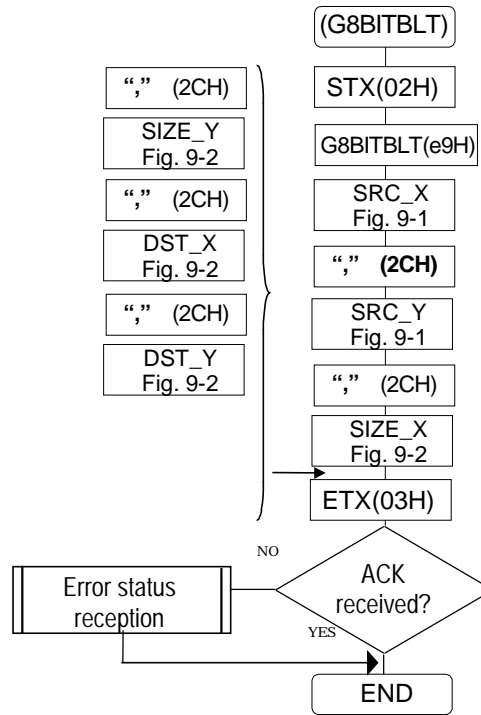 (G8BITBLT)
STX(02H)
G8BITBLT(e9H)
SRC_X
Fig. 9-1
“,” (2CH)
SRC_Y
Fig. 9-1
“,” (2CH)
SIZE_X
Fig. 9-2
“,” (2CH)
SIZE_Y
Fig. 9-2
“,” (2CH)
DST_X
Fig. 9-2
“,” (2CH)
DST_Y
Fig. 9-2
ETX(03H)
ACK
received?
NO
Error status
reception
YES
END